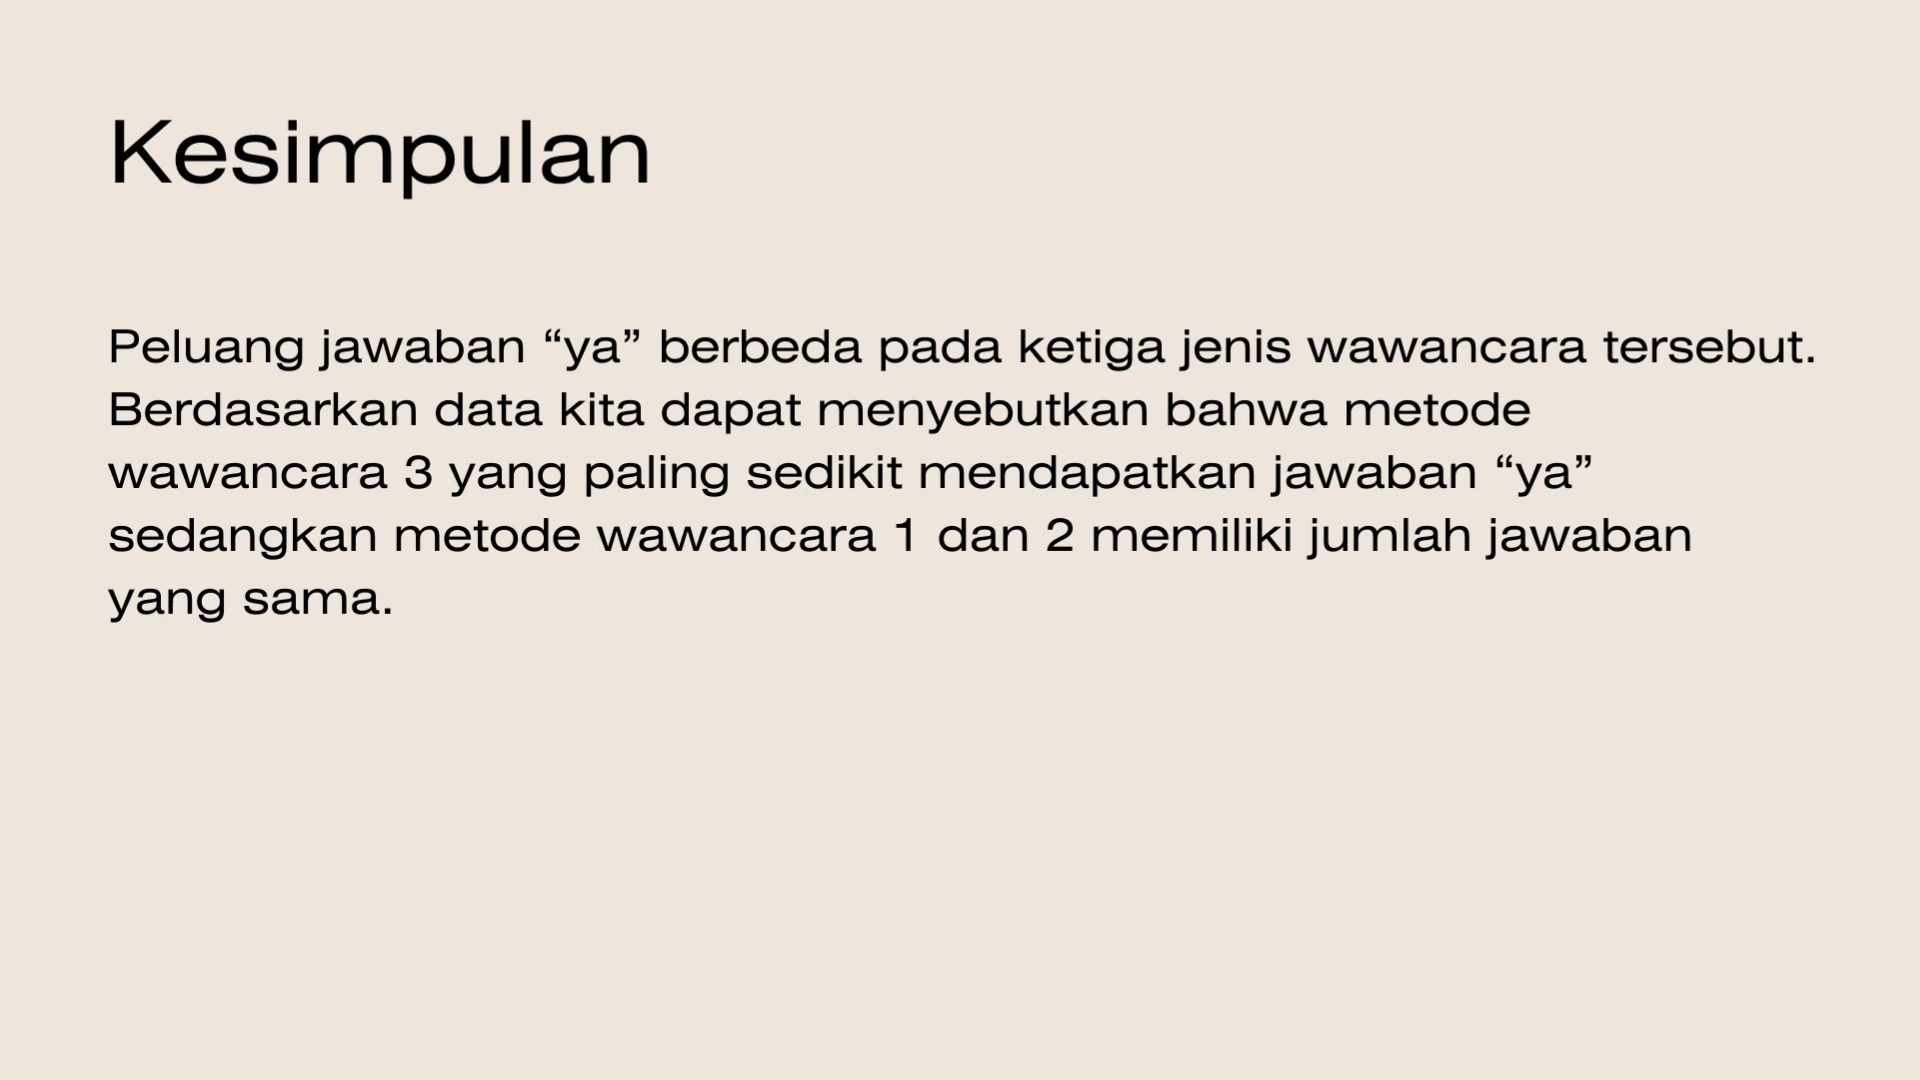 Kesimpulan
Peluang jawaban “ya” berbeda pada ketiga jenis wawancara tersebut.
Berdasarkan data kita dapat menyebutkan bahwa metode
wawancara 3 yang paling sedikit mendapatkan jawaban “ya”
sedangkan metode wawancara 1 dan 2 memiliki jumlah jawaban
yang sama.